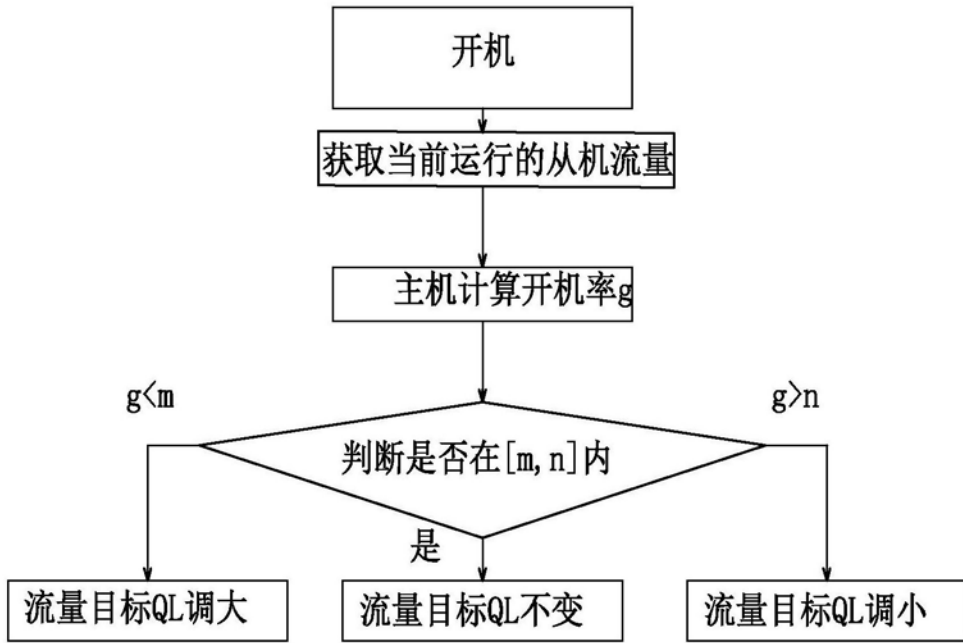 开机
获取当前运行的从机流量
主机计算开机率g
g<m
g>n
判断是否在[m,n]内
是
流量目标QL调大
流量目标QL不变
流量目标QL调小